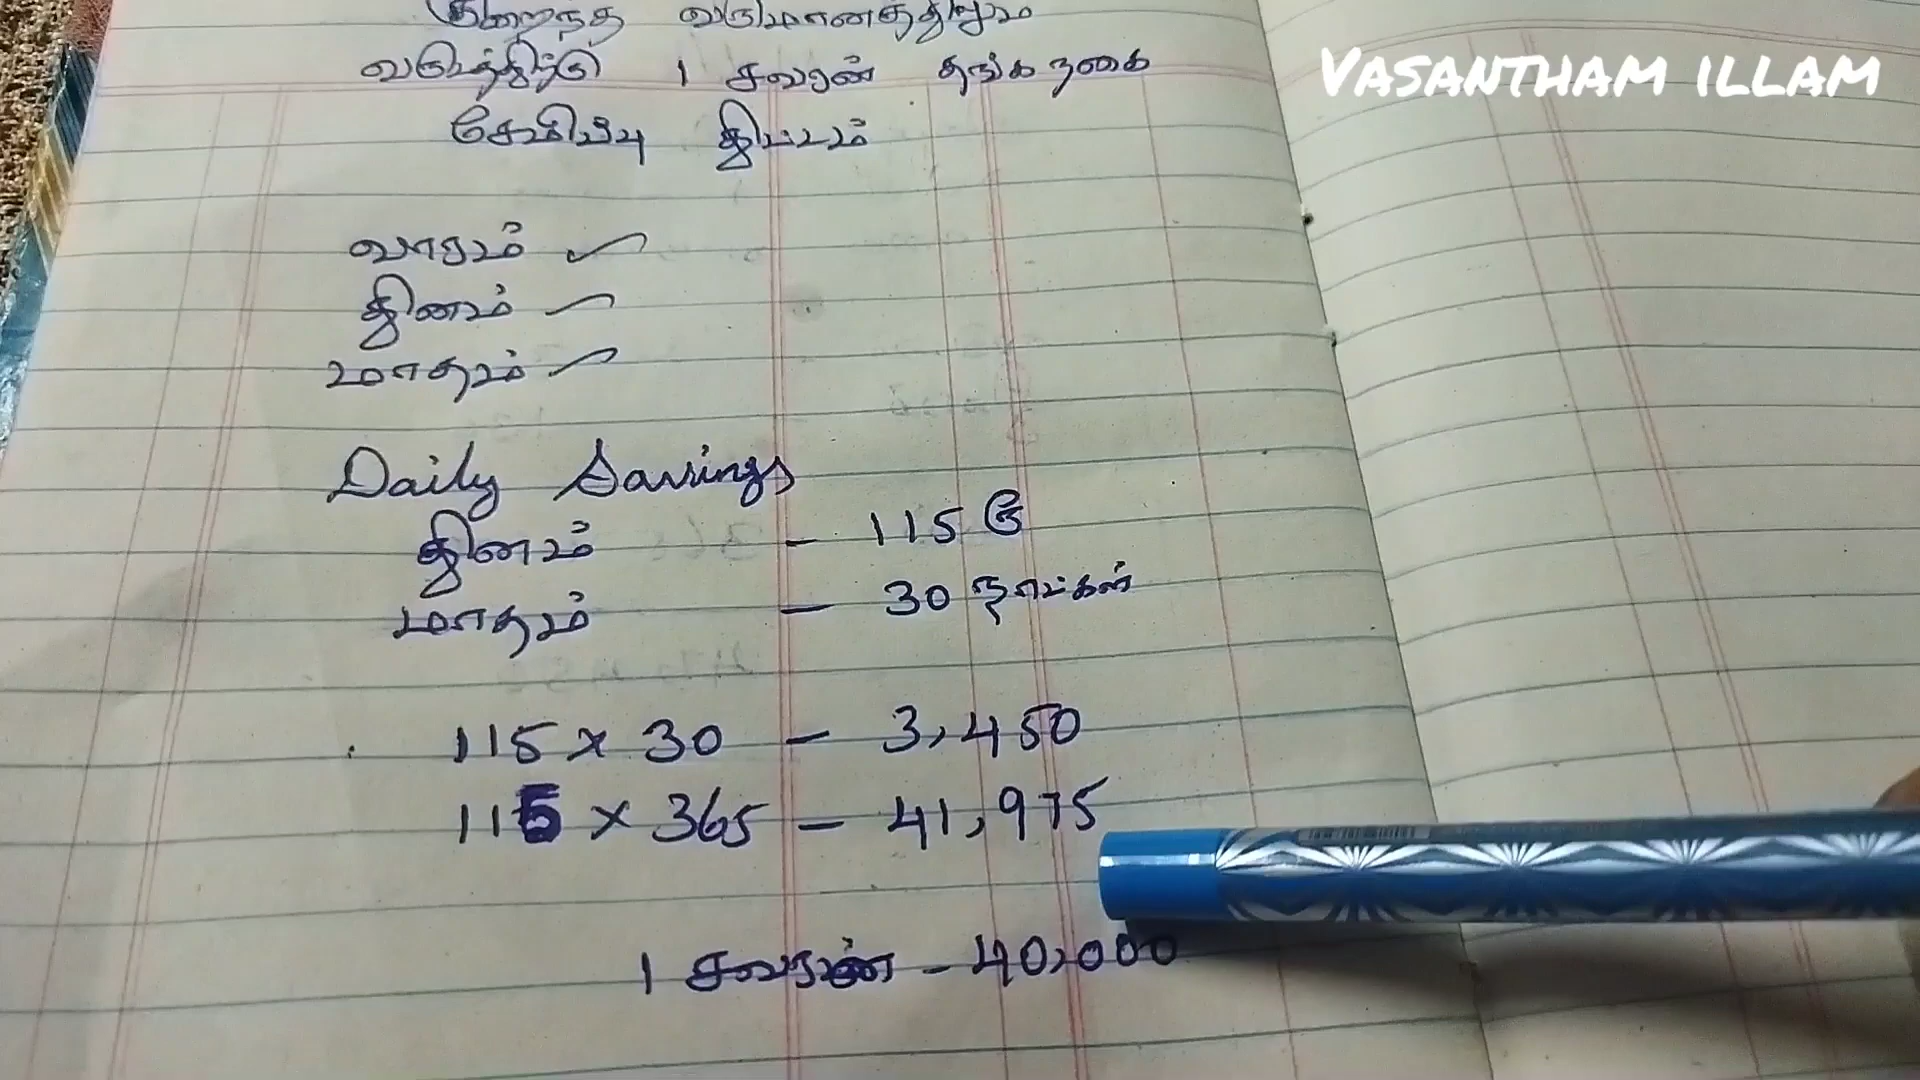 குறைந்த வருமானத்திலும்
VASANTHAM ILLAM
வருடத்திற்கு 1 சவரன் தங்க நகை
சேமிப்பு திட்டம்
வாரம் ✓
தினம் ✓
மாதம் ✓
Daily Savings
தினம் – 115 ரூ
மாதம் – 30 நாட்கள்
115 × 30 – 3,450
115 × 365 – 41,975
1 சவரன் – 40,000